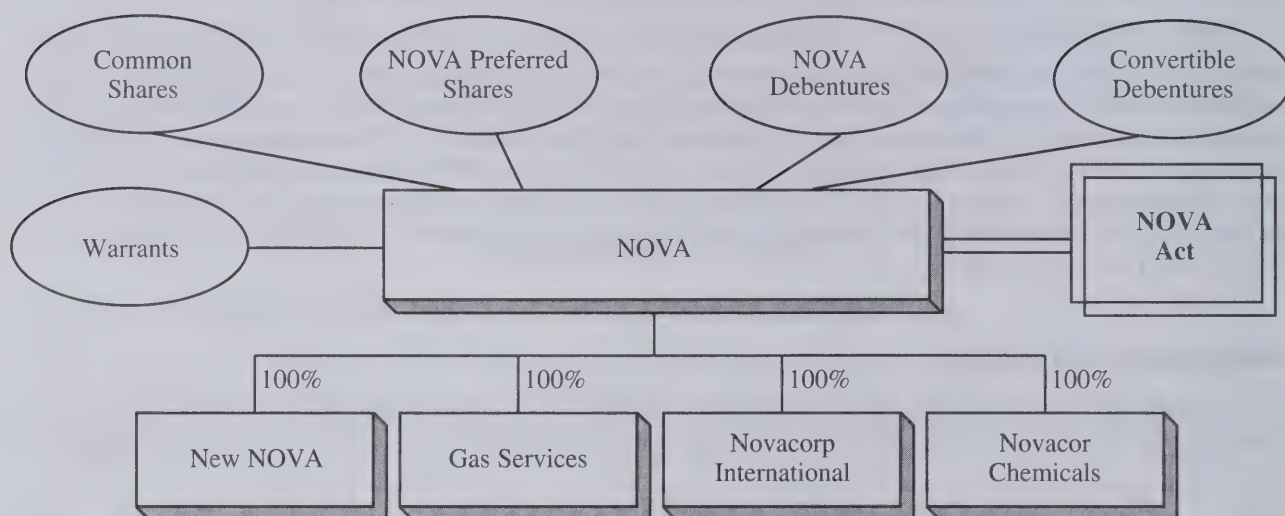 Common
Shares
NOVA Preferred
Shares
NOVA
Debentures
Convertible
Debentures
Warrants
NOVA
NOVA
Act
100%
100%
100%
100%
New NOVA
Gas Services
Novacorp
International
Novacor
Chemicals